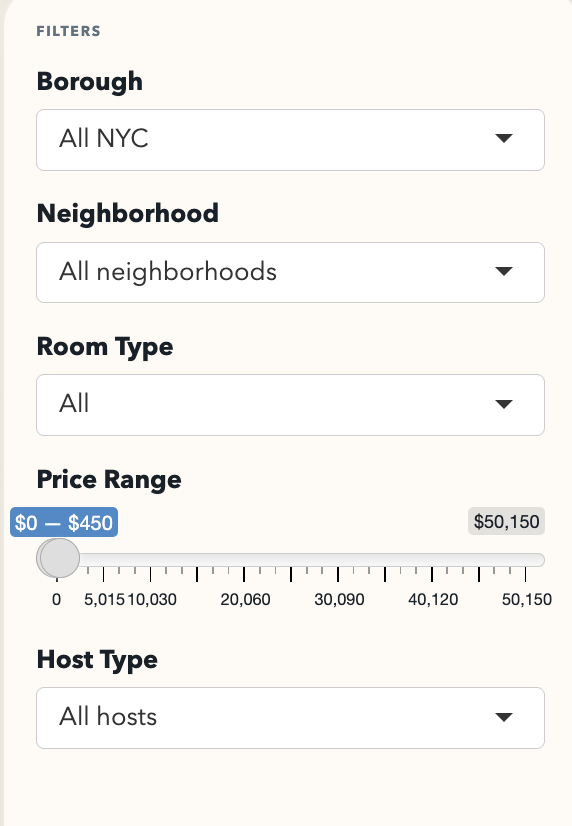 FILTERS
Borough
All NYC
Neighborhood
All neighborhoods
Room Type
All
Price Range
$0 — $450 $50,150
0 5,015 10,030 20,060 30,090 40,120 50,150
Host Type
All hosts